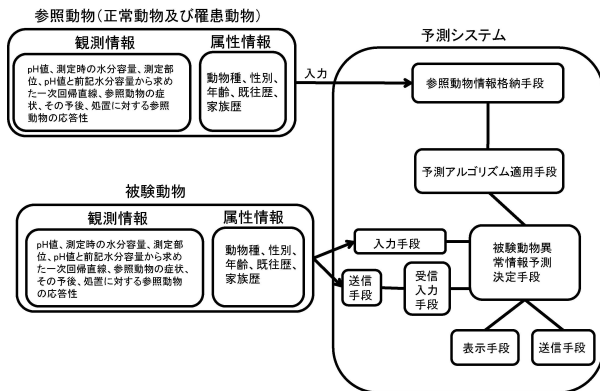 参照動物(正常動物及び罹患動物)
観測情報
pH値、測定時の水分容量、測定部
位、pH値と前記水分容量から求め
た一次回帰直線、参照動物の症
状、その予後、処置に対する参照
動物の応答性
属性情報
動物種、性別、
年齢、既往歴、
家族歴
入力
予測システム
参照動物情報格納手段
予測アルゴリズム適用手段
被験動物
観測情報
pH値、測定時の水分容量、測定部
位、pH値と前記水分容量から求め
た一次回帰直線、参照動物の症状、
その予後、処置に対する参照動物
の応答性
属性情報
動物種、性別、
年齢、既往歴、
家族歴
入力手段
送信
手段
受信
入力
手段
被験動物異
常情報予測
決定手段
表示手段
送信手段